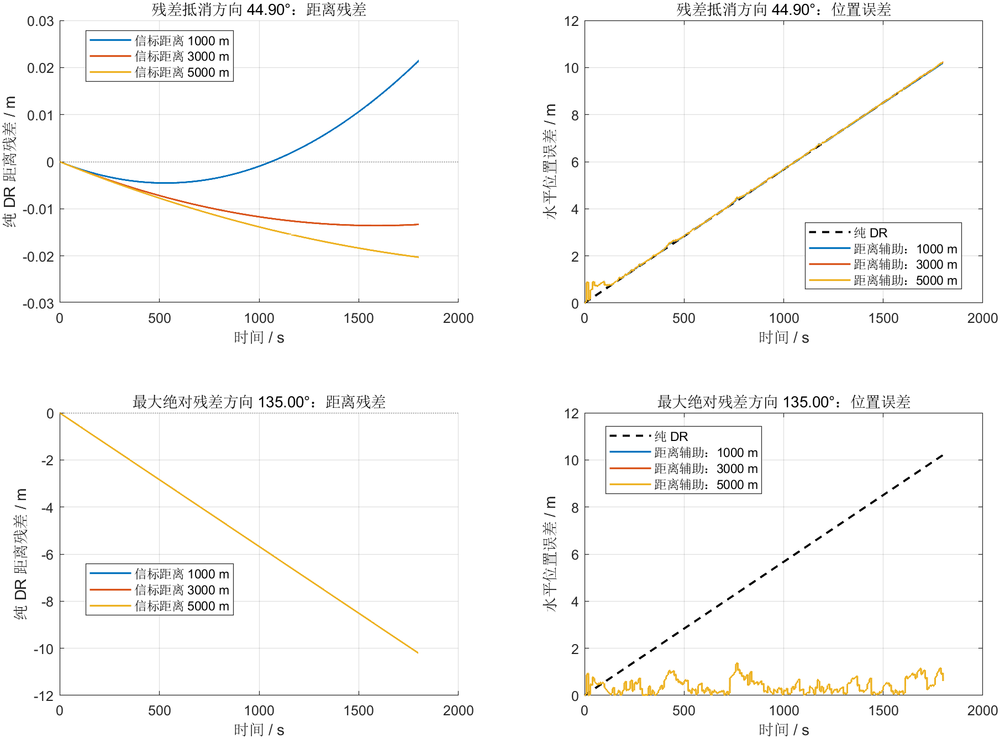 残差抵消方向 44.90°：距离残差
0.03
0.02
0.01
0
-0.01
-0.02
-0.03
纯 DR 距离残差 / m
信标距离 1000 m
信标距离 3000 m
信标距离 5000 m
0 500 1000 1500 2000
时间 / s
残差抵消方向 44.90°：位置误差
12
10
8
6
4
2
0
水平位置误差 / m
纯 DR
距离辅助：1000 m
距离辅助：3000 m
距离辅助：5000 m
0 500 1000 1500 2000
时间 / s
最大绝对残差方向 135.00°：距离残差
0
-2
-4
-6
-8
-10
-12
纯 DR 距离残差 / m
信标距离 1000 m
信标距离 3000 m
信标距离 5000 m
0 500 1000 1500 2000
时间 / s
最大绝对残差方向 135.00°：位置误差
12
10
8
6
4
2
0
水平位置误差 / m
纯 DR
距离辅助：1000 m
距离辅助：3000 m
距离辅助：5000 m
0 500 1000 1500 2000
时间 / s